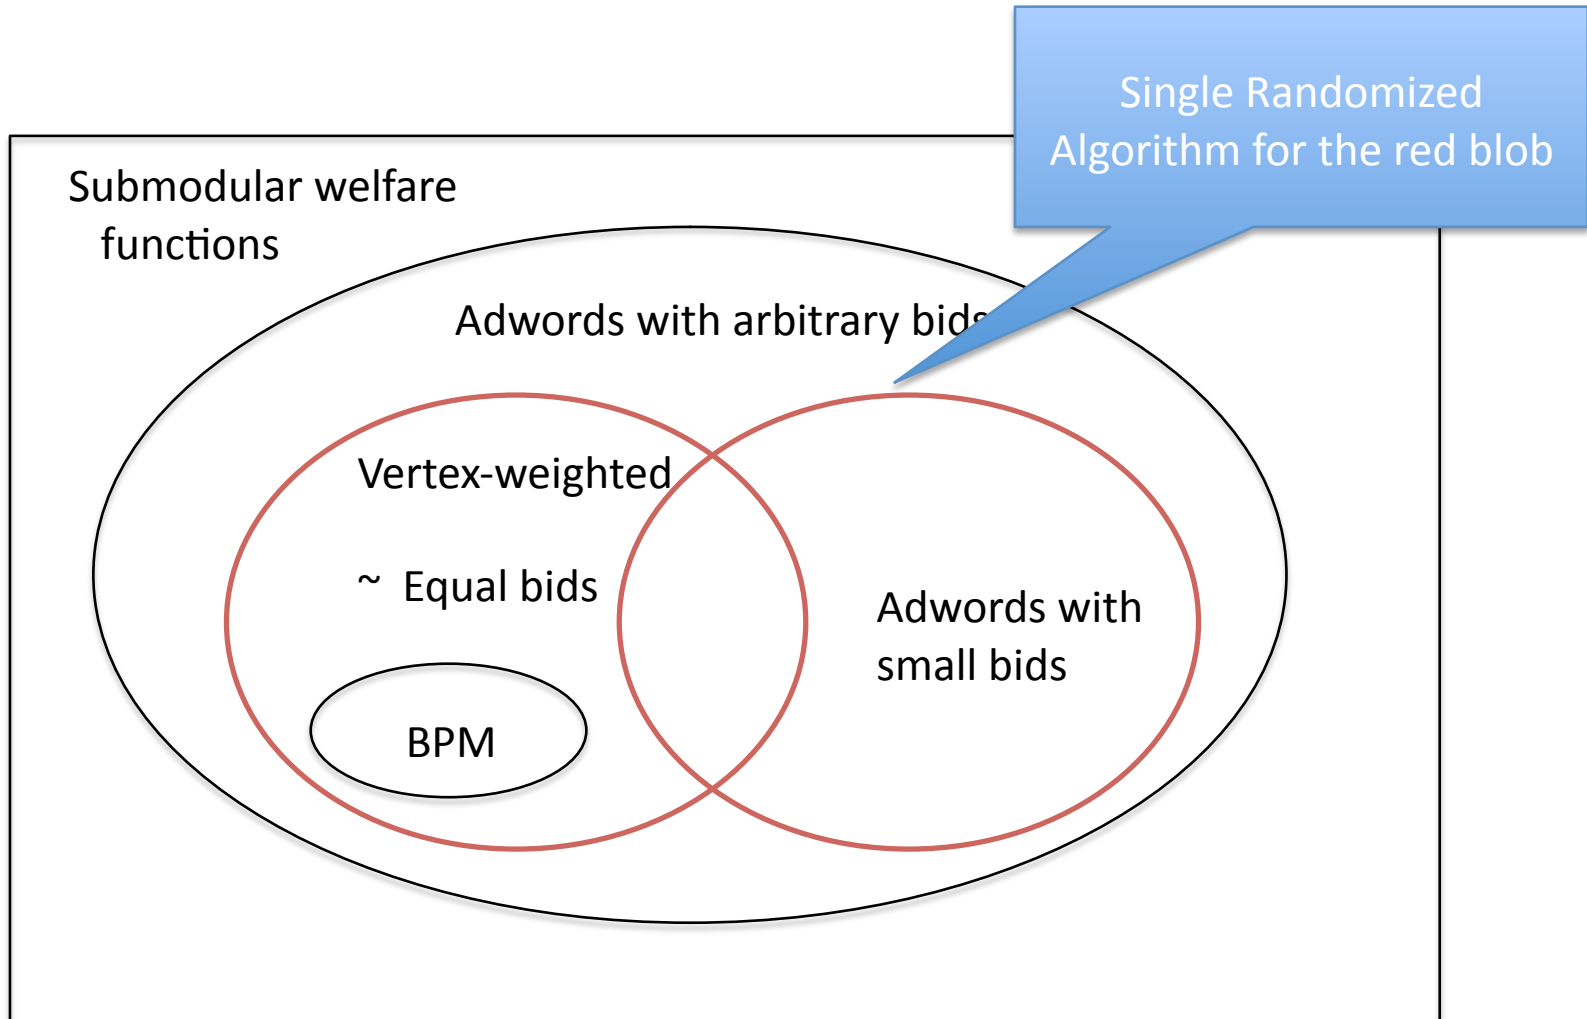 Single Randomized
Algorithm for the red blob
Submodular welfare
functions
Adwords with arbitrary bids
Vertex-weighted
~ Equal bids
Adwords with
small bids
BPM